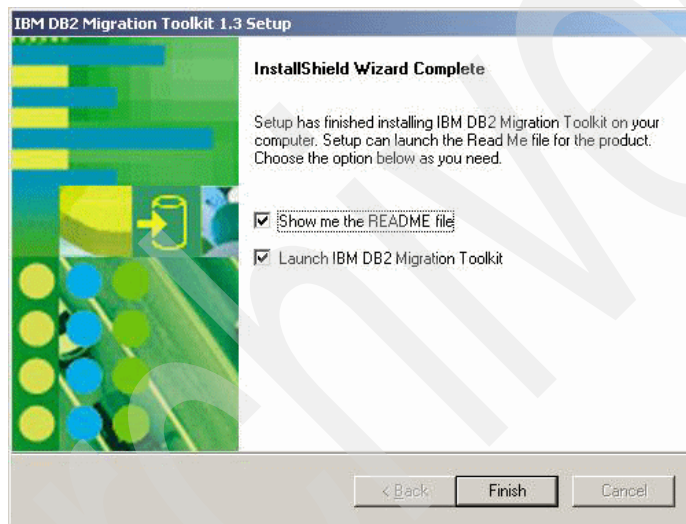 IBM DB2 Migration Toolkit 1.3 Setup
InstallShield Wizard Complete
Setup has finished installing IBM DB2 Migration Toolkit on your
computer. Setup can launch the Read Me file for the product.
Choose the option below as you need.
Show me the README file
Launch IBM DB2 Migration Toolkit
< Back
Finish
Cancel